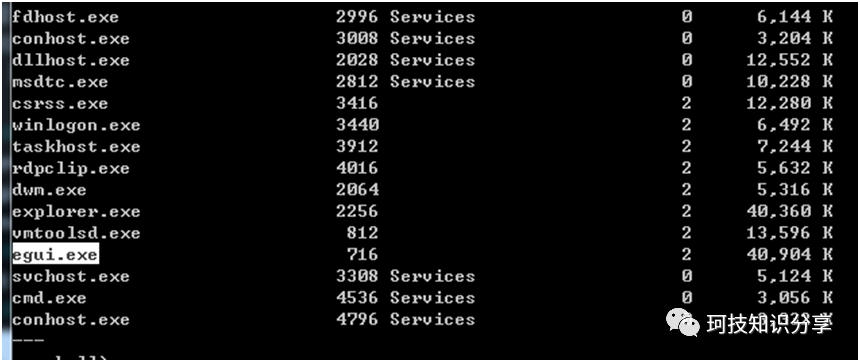 fdhost.exe 2996 Services 0 6,144 K
conhost.exe 3008 Services 0 3,204 K
dllhost.exe 2028 Services 0 12,552 K
msdtc.exe 2812 Services 0 10,228 K
csrss.exe 3416 2 12,280 K
winlogon.exe 3440 2 6,492 K
taskhost.exe 3912 2 7,244 K
rdpclip.exe 4016 2 5,632 K
dwm.exe 2064 2 5,316 K
explorer.exe 2256 2 40,360 K
vmtoolsd.exe 812 2 13,596 K
egui.exe 716 2 40,904 K
svchost.exe 3308 Services 0 5,124 K
cmd.exe 4536 Services 0 3,056 K
conhost.exe 4796 Services 0 K
---
珂技知识分享